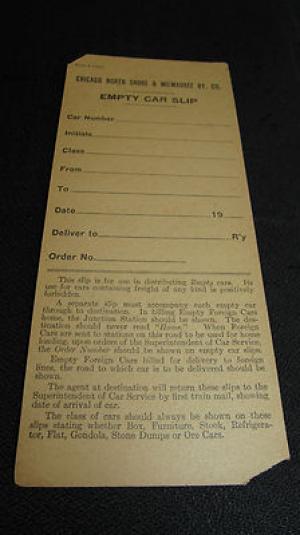 CHICAGO NORTH SHORE & MILWAUKEE RY. CO.
EMPTY CAR SLIP
Car Number
Initials
Class
From
To
Date 19
Deliver to R'y
Order No.
This slip is for use in distributing Empty cars. Its
use for cars containing freight of any kind is positively
forbidden.
A separate slip must accompany each empty car
through to destination. In billing Empty Foreign Cars
home, the Junction Station should be shown. The des-
tination should never read "Home." When Foreign
Cars are sent to stations on this road to be used for home
loading, upon orders of the Superintendent of Car Service,
the Order Number should be shown on empty car slips.
Empty Foreign Cars billed for delivery to foreign
lines, the road to which car is to be delivered should be
shown.
The agent at destination will return these slips to the
Superintendent of Car Service by first train mail, showing
date of arrival of car.
The class of cars should always be shown on these
slips stating whether Box, Furniture, Stock, Refrigera-
tor, Flat, Gondola, Stone Dumps or Ore Cars.